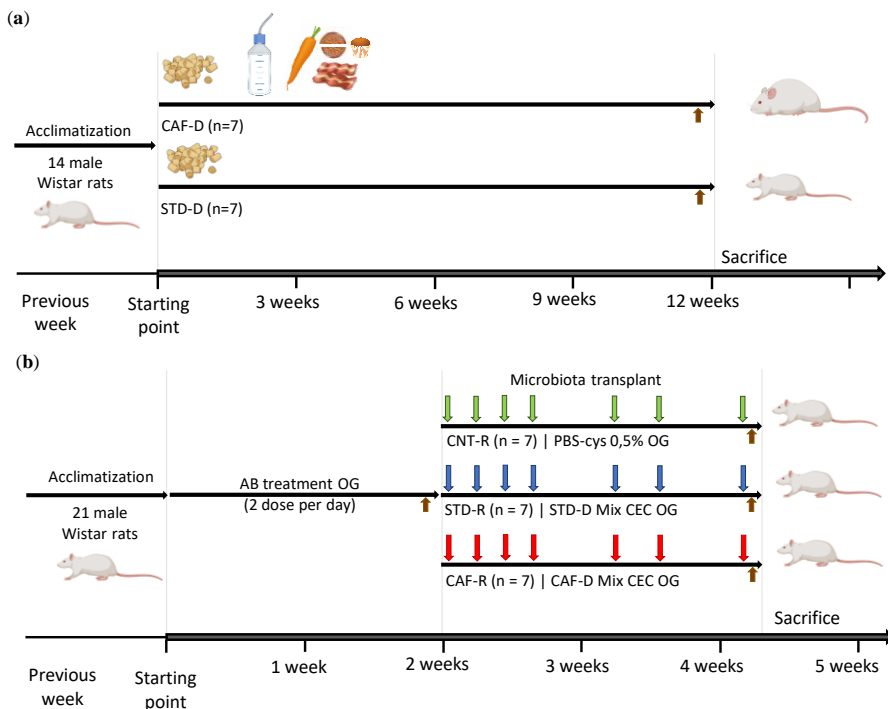 (a)
CAF-D (n=7)
Acclimatization
14 male
Wistar rats
STD-D (n=7)
Sacrifice
Previous
week
Starting
point
3 weeks
6 weeks
9 weeks
12 weeks
(b)
Microbiota transplant
CNT-R (n = 7) | PBS-cys 0,5% OG
Acclimatization
21 male
Wistar rats
AB treatment OG
(2 dose per day)
STD-R (n = 7) | STD-D Mix CEC OG
CAF-R (n = 7) | CAF-D Mix CEC OG
Sacrifice
Previous
week
Starting
point
1 week
2 weeks
3 weeks
4 weeks
5 weeks